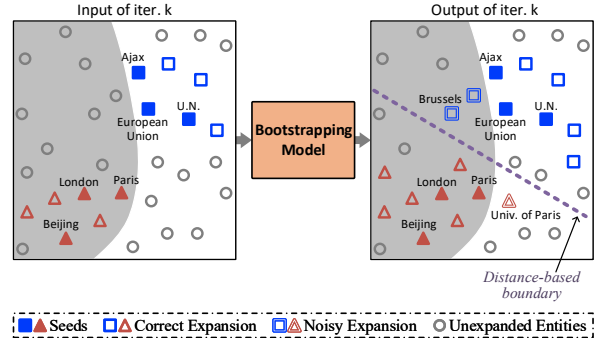 Input of iter. k
Output of iter. k
Ajax
U.N.
European
Union
London
Paris
Beijing
Bootstrapping
Model
Ajax
Brussels
U.N.
European
Union
London
Paris
Univ. of Paris
Beijing
Distance-based
boundary
Seeds
Correct Expansion
Noisy Expansion
Unexpanded Entities